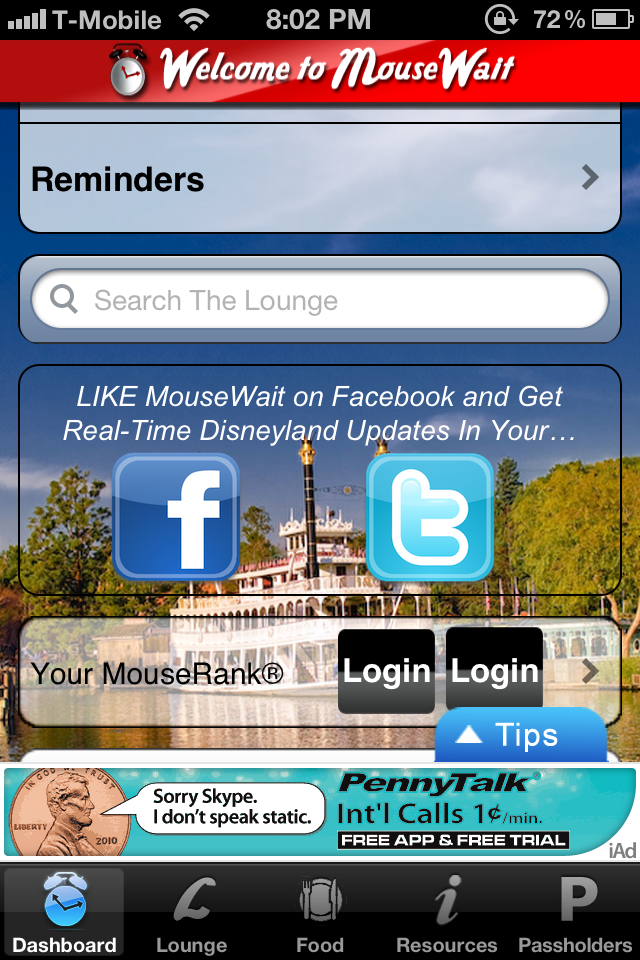 T-Mobile 8:02 PM 72%
Welcome to MouseWait
Reminders
Search The Lounge
LIKE MouseWait on Facebook and Get
Real-Time Disneyland Updates In Your…
f t
Your MouseRank® Login Login
Tips
IN GOD WE TRUST
LIBERTY
2010
Sorry Skype.
I don't speak static.
PennyTalk
Int'l Calls 1¢/min.
FREE APP & FREE TRIAL
iAd
L i P
Dashboard Lounge Food Resources Passholders